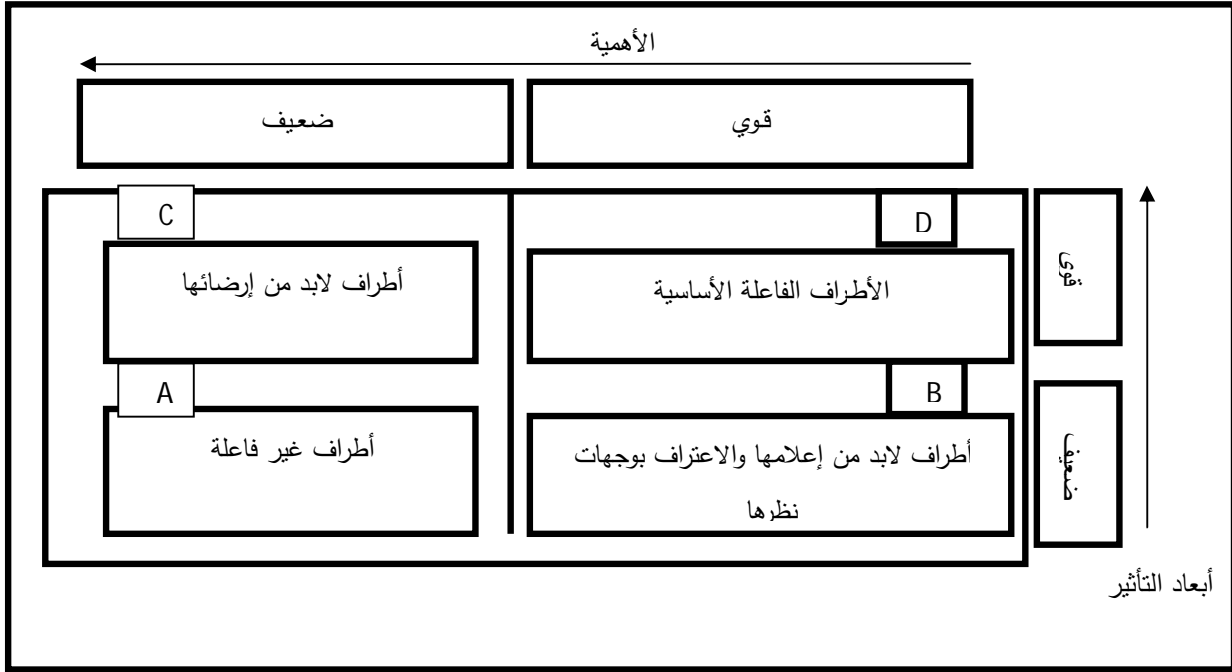 الأهمية
قوي
ضعيف
D
C
قوى
الأطراف الفاعلة الأساسية
أطراف لابد من إرضائها
B
A
ضعيف
أطراف لابد من إعلامها والاعتراف بوجهات
نظرها
أطراف غير فاعلة
أبعاد التأثير